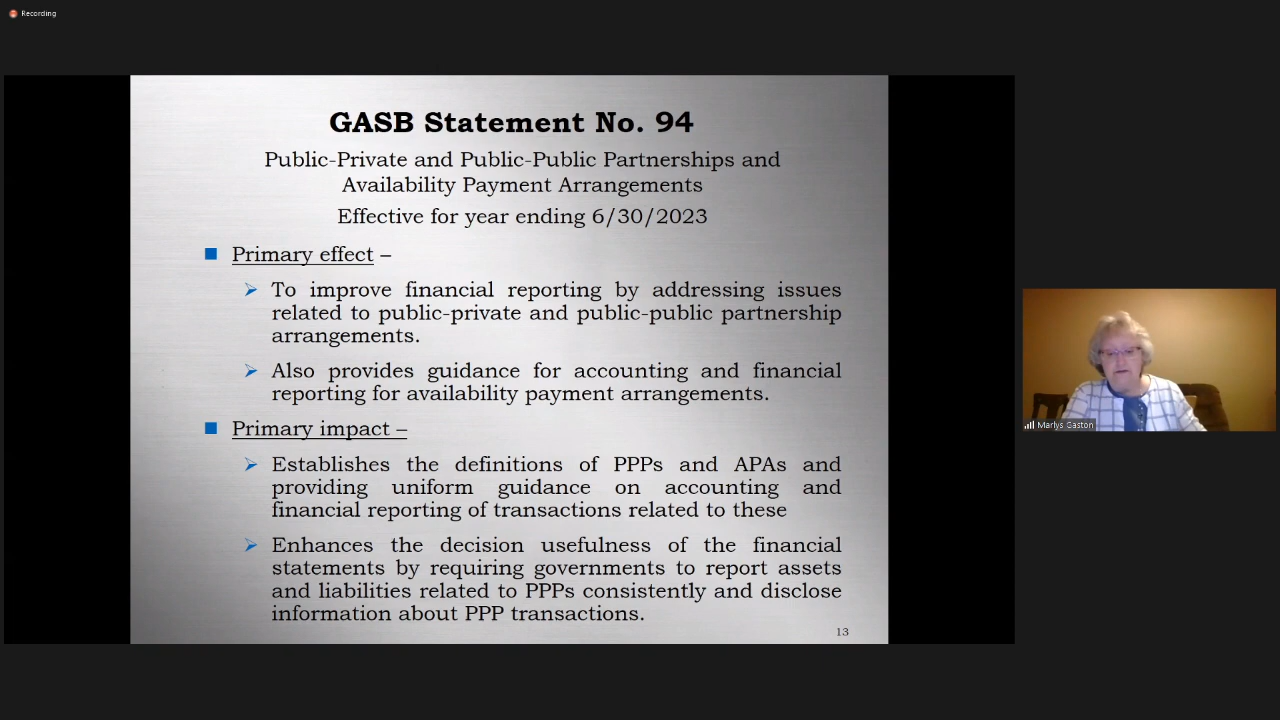 Recording
GASB Statement No. 94
Public-Private and Public-Public Partnerships and
Availability Payment Arrangements
Effective for year ending 6/30/2023
Primary effect –
To improve financial reporting by addressing issues
related to public-private and public-public partnership
arrangements.
Also provides guidance for accounting and financial
reporting for availability payment arrangements.
Primary impact –
Establishes the definitions of PPPs and APAs and
providing uniform guidance on accounting and
financial reporting of transactions related to these
Enhances the decision usefulness of the financial
statements by requiring governments to report assets
and liabilities related to PPPs consistently and disclose
information about PPP transactions.
13
Marlys Gaston